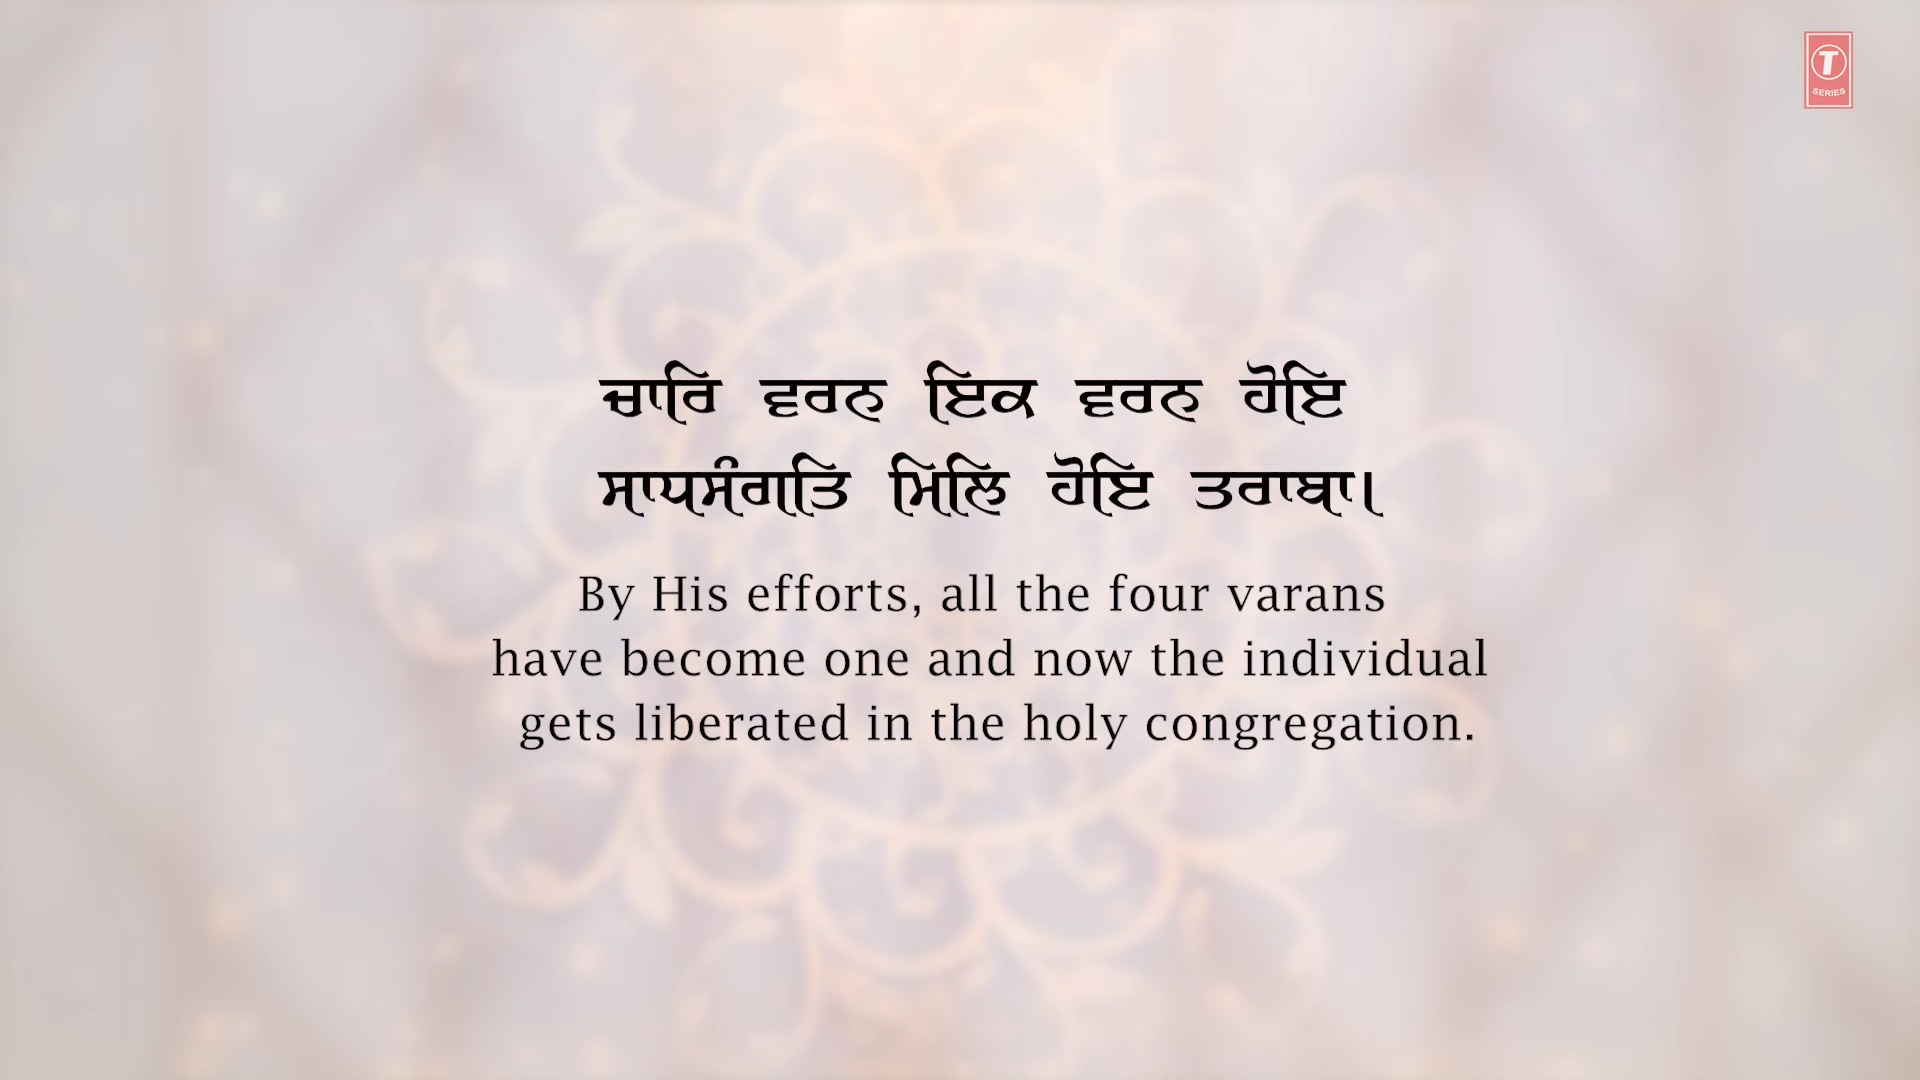 T
SERIES
ਚਾਰਿ ਵਰਨ ਇਕ ਵਰਨ ਹੋਇ
ਸਾਧਸੰਗਤਿ ਮਿਲਿ ਹੋਇ ਤਰਾਬਾ।
By His efforts, all the four varans
have become one and now the individual
gets liberated in the holy congregation.